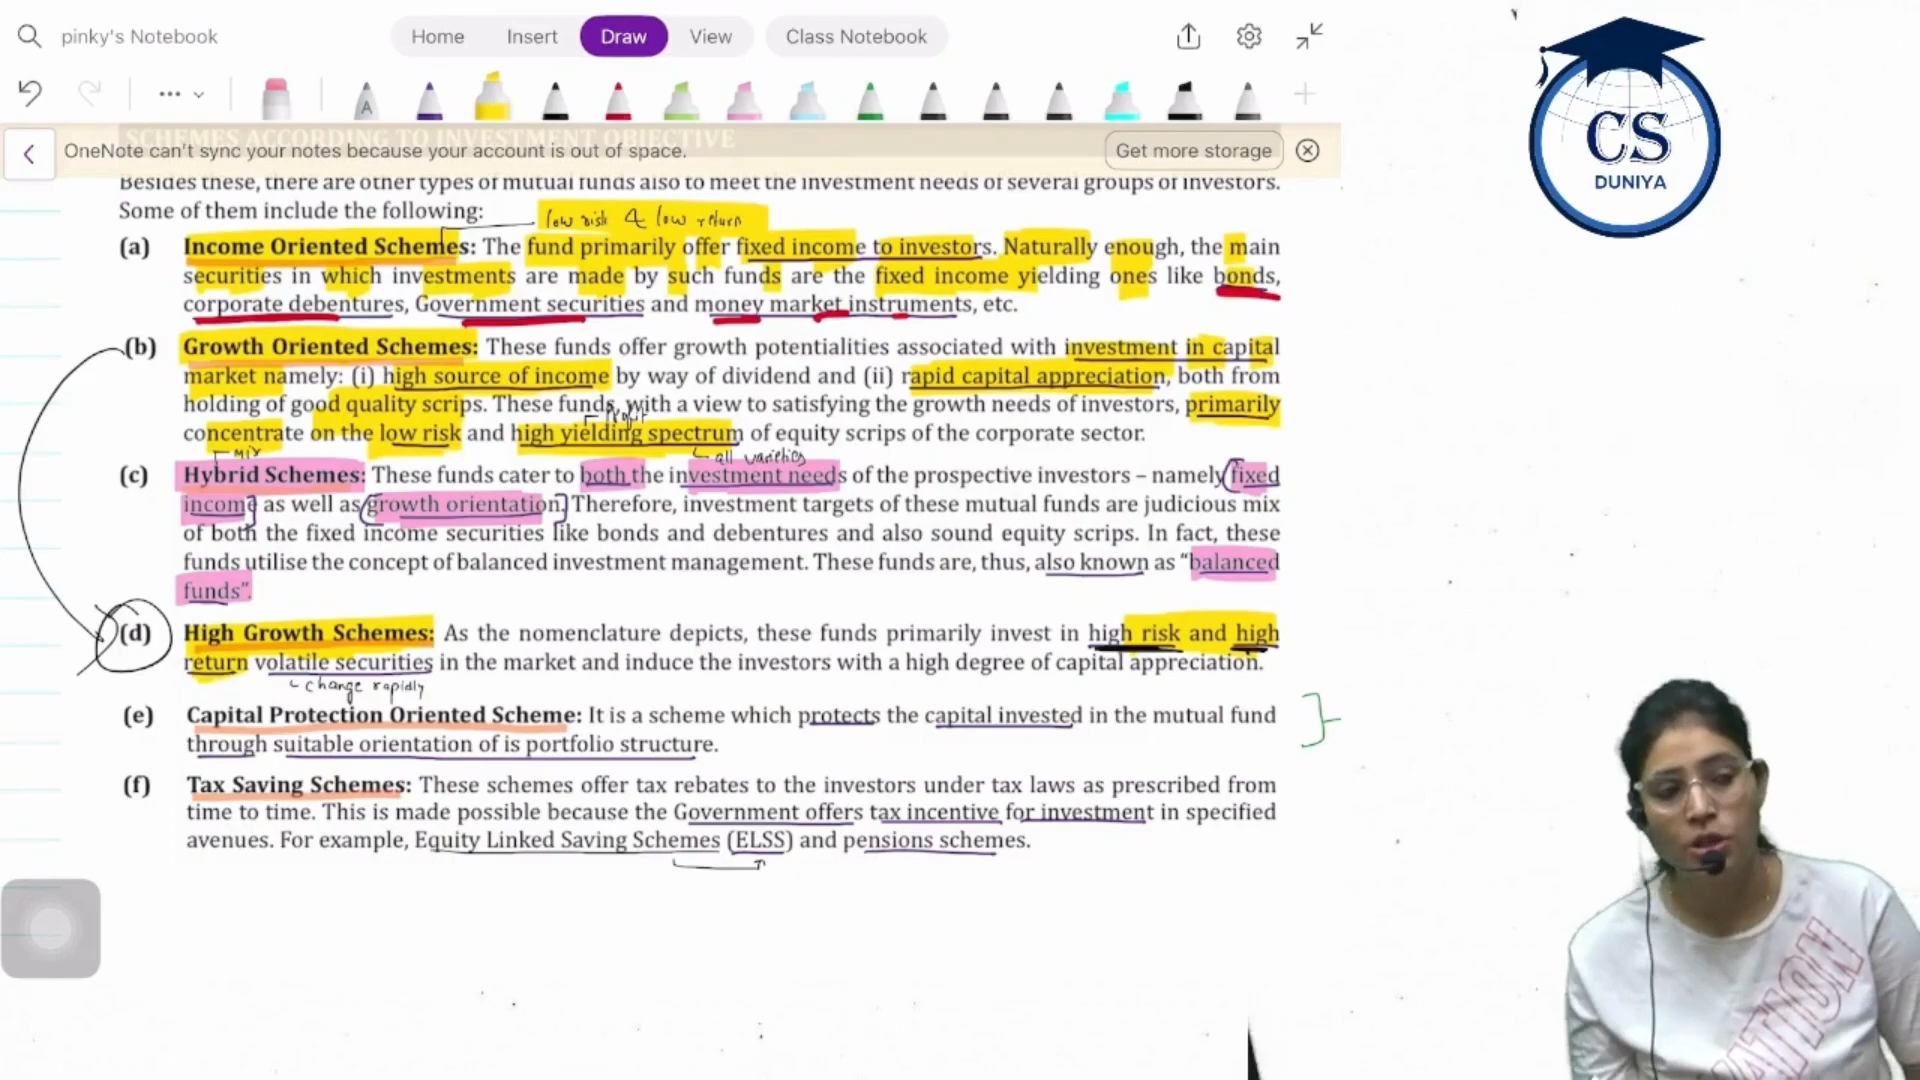 pinky's Notebook
Home Insert Draw View Class Notebook
SCHEMES ACCORDING TO INVESTMENT OBJECTIVE
OneNote can't sync your notes because your account is out of space. Get more storage
Besides these, there are other types of mutual funds also to meet the investment needs of several groups of investors.
Some of them include the following:
low risk & low return
(a) Income Oriented Schemes: The fund primarily offer fixed income to investors. Naturally enough, the main
securities in which investments are made by such funds are the fixed income yielding ones like bonds,
corporate debentures, Government securities and money market instruments, etc.
(b) Growth Oriented Schemes: These funds offer growth potentialities associated with investment in capital
market namely: (i) high source of income by way of dividend and (ii) rapid capital appreciation, both from
holding of good quality scrips. These funds, with a view to satisfying the growth needs of investors, primarily
Profit
concentrate on the low risk and high yielding spectrum of equity scrips of the corporate sector.
mix
all varieties
(c) Hybrid Schemes: These funds cater to both the investment needs of the prospective investors – namely fixed
income as well as growth orientation. Therefore, investment targets of these mutual funds are judicious mix
of both the fixed income securities like bonds and debentures and also sound equity scrips. In fact, these
funds utilise the concept of balanced investment management. These funds are, thus, also known as “balanced
funds”.
(d) High Growth Schemes: As the nomenclature depicts, these funds primarily invest in high risk and high
return volatile securities in the market and induce the investors with a high degree of capital appreciation.
change rapidly
(e) Capital Protection Oriented Scheme: It is a scheme which protects the capital invested in the mutual fund
through suitable orientation of is portfolio structure.
(f) Tax Saving Schemes: These schemes offer tax rebates to the investors under tax laws as prescribed from
time to time. This is made possible because the Government offers tax incentive for investment in specified
avenues. For example, Equity Linked Saving Schemes (ELSS) and pensions schemes.
CS
DUNIYA